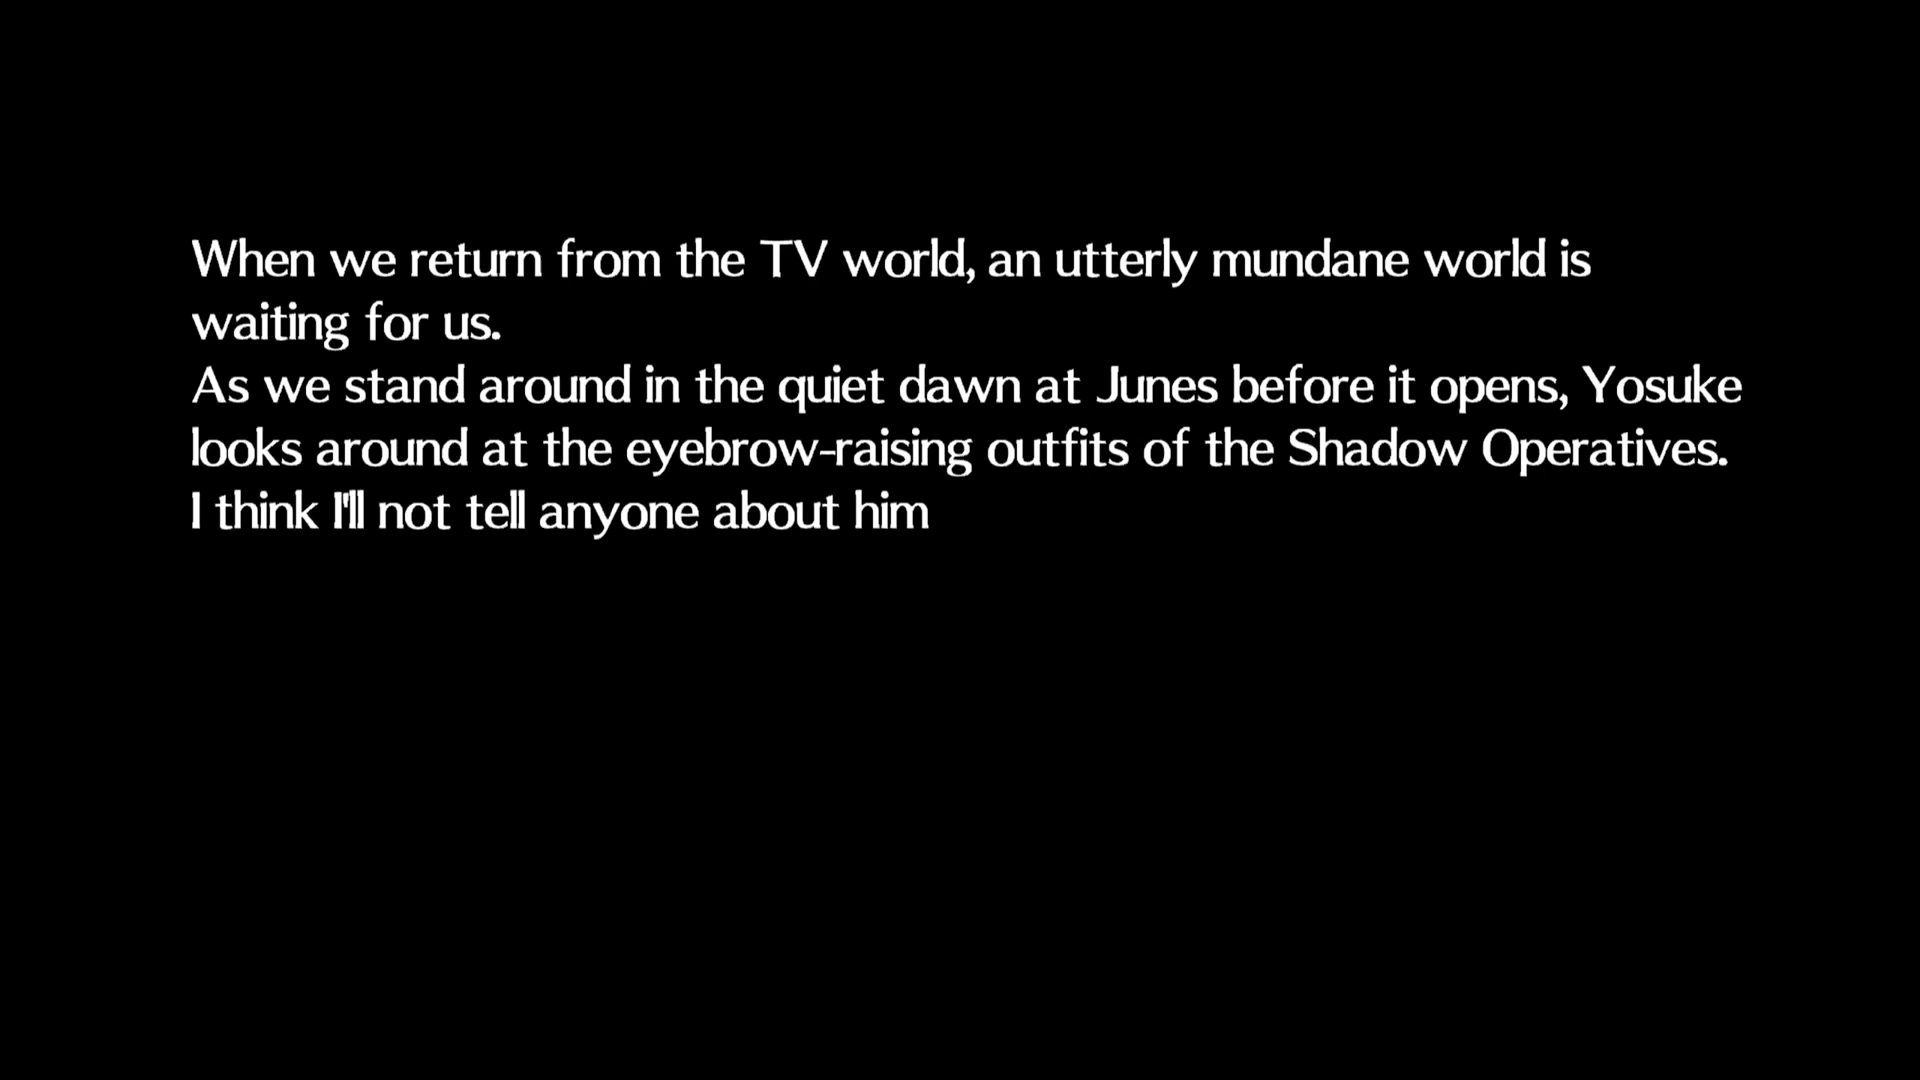 When we return from the TV world, an utterly mundane world is
waiting for us.
As we stand around in the quiet dawn at Junes before it opens, Yosuke
looks around at the eyebrow-raising outfits of the Shadow Operatives.
I think I'll not tell anyone about him